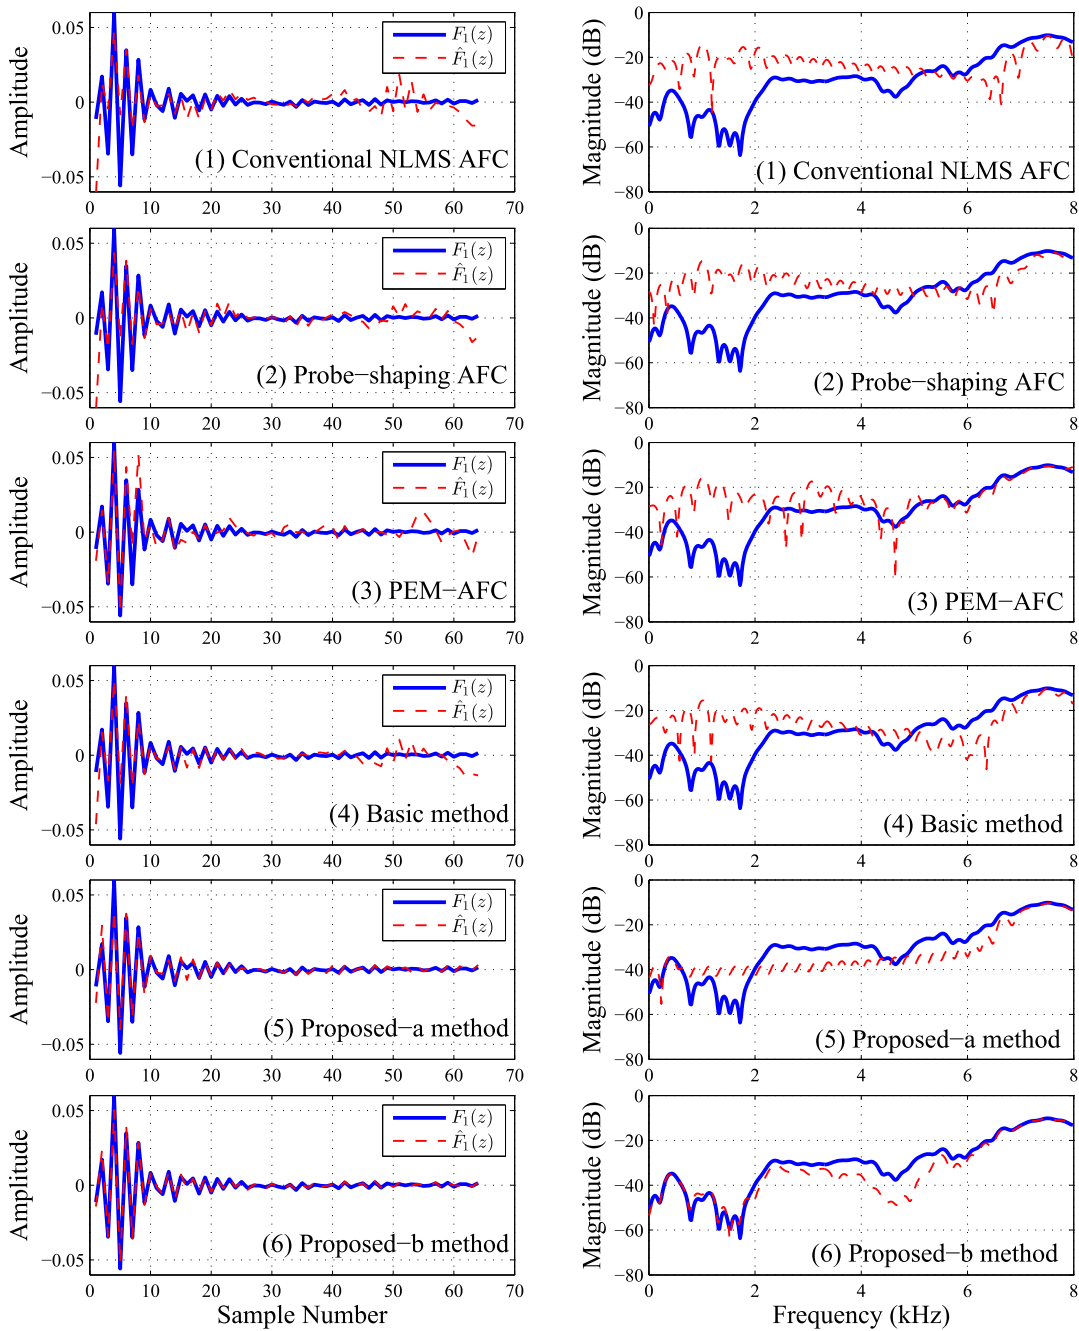 Amplitude
0.05
0
−0.05
F₁(z)
F̂₁(z)
(1) Conventional NLMS AFC
0 10 20 30 40 50 60 70
Magnitude (dB)
0
−20
−40
−60
−80
(1) Conventional NLMS AFC
0 2 4 6 8
Amplitude
0.05
0
−0.05
F₁(z)
F̂₁(z)
(2) Probe−shaping AFC
0 10 20 30 40 50 60 70
Magnitude (dB)
0
−20
−40
−60
−80
(2) Probe−shaping AFC
0 2 4 6 8
Amplitude
0.05
0
−0.05
F₁(z)
F̂₁(z)
(3) PEM−AFC
0 10 20 30 40 50 60 70
Magnitude (dB)
0
−20
−40
−60
−80
(3) PEM−AFC
0 2 4 6 8
Amplitude
0.05
0
−0.05
F₁(z)
F̂₁(z)
(4) Basic method
0 10 20 30 40 50 60 70
Magnitude (dB)
0
−20
−40
−60
−80
(4) Basic method
0 2 4 6 8
Amplitude
0.05
0
−0.05
F₁(z)
F̂₁(z)
(5) Proposed−a method
0 10 20 30 40 50 60 70
Magnitude (dB)
0
−20
−40
−60
−80
(5) Proposed−a method
0 2 4 6 8
Amplitude
0.05
0
−0.05
F₁(z)
F̂₁(z)
(6) Proposed−b method
0 10 20 30 40 50 60 70
Sample Number
Magnitude (dB)
0
−20
−40
−60
−80
(6) Proposed−b method
0 2 4 6 8
Frequency (kHz)